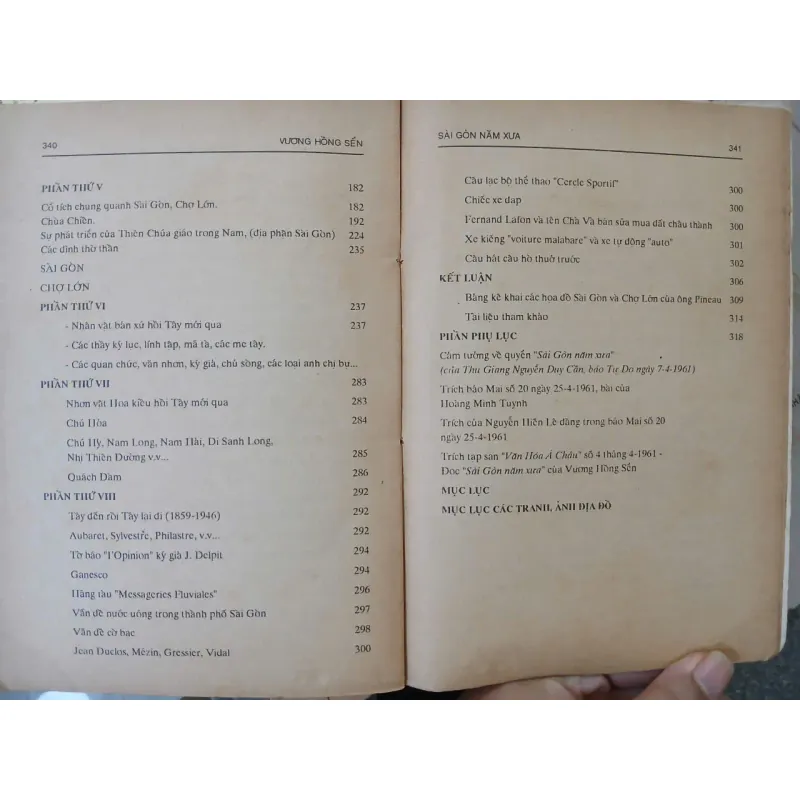 340 VƯƠNG HỒNG SỂN
PHẦN THỨ V 182
Cổ tích chung quanh Sài Gòn, Chợ Lớn. 182
Chùa Chiền. 192
Sự phát triển của Thiên Chúa giáo trong Nam, (địa phận Sài Gòn) 224
Các đình thờ thần 235
SÀI GÒN
CHỢ LỚN
PHẦN THỨ VI 237
- Nhân vật bản xứ hồi Tây mới qua 237
- Các thầy ký lục, lính tập, mã tà, các me tây.
- Các quan chức, văn nhơn, kỳ giả, chủ sòng, các loại anh chị bự...
PHẦN THỨ VII 283
Nhơn vật Hoa kiều hồi Tây mới qua 283
Chú Hỏa 284
Chú Hỷ, Nam Long, Nam Hải, Di Sanh Long,
Nhị Thiên Đường v.v... 285
Quách Đàm 286
PHẦN THỨ VIII 292
Tây đến rồi Tây lại đi (1859-1946) 292
Aubaret, Sylvestre, Philastre, v.v... 292
Tờ báo "l'Opinion" ký giả J. Delpit 294
Ganesco 294
Hãng tàu "Messageries Fluviales" 296
Vấn đề nước uống trong thành phố Sài Gòn 297
Vấn đề cờ bạc 298
Jean Duclos, Mézin, Gressier, Vidal 300
SÀI GÒN NĂM XƯA 341
Câu lạc bộ thể thao "Cercle Sportif" 300
Chiếc xe đạp 300
Fernand Lafon và tên Chà Và bán sữa mua đất châu thành 300
Xe kiếng "voiture malabare" và xe tự động "auto" 301
Câu hát câu hò thuở trước 302
KẾT LUẬN 306
Bảng kê khai các họa đồ Sài Gòn và Chợ Lớn của ông Pineau 309
Tài liệu tham khảo 314
PHẦN PHỤ LỤC 318
Cảm tưởng về quyển "Sài Gòn năm xưa"
(của Thu Giang Nguyễn Duy Cần, báo Tự Do ngày 7-4-1961)
Trích báo Mai số 20 ngày 25-4-1961, bài của
Hoàng Minh Tuynh
Trích của Nguyễn Hiến Lê đăng trong báo Mai số 20
ngày 25-4-1961
Trích tạp san "Văn Hóa Á Châu" số 4 tháng 4-1961 -
Đọc "Sài Gòn năm xưa" của Vương Hồng Sển
MỤC LỤC
MỤC LỤC CÁC TRANH, ẢNH ĐỊA ĐỒ